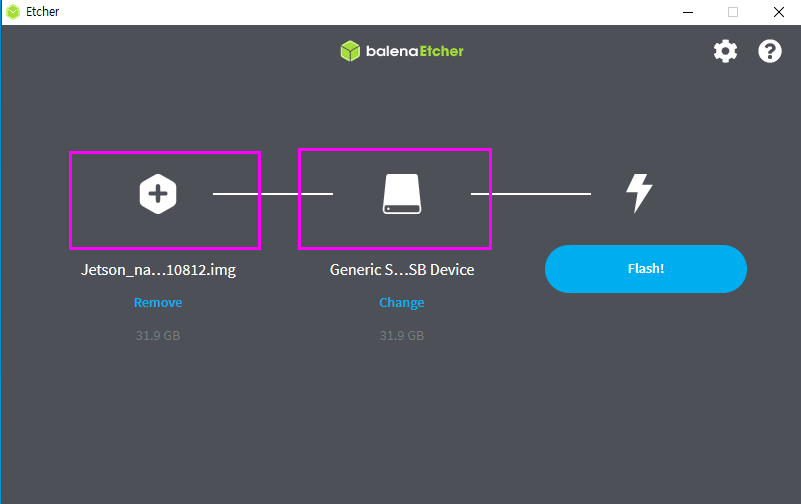 Etcher
balenaEtcher
Jetson_na...10812.img
Generic S...SB Device
Flash!
Remove
Change
31.9 GB
31.9 GB